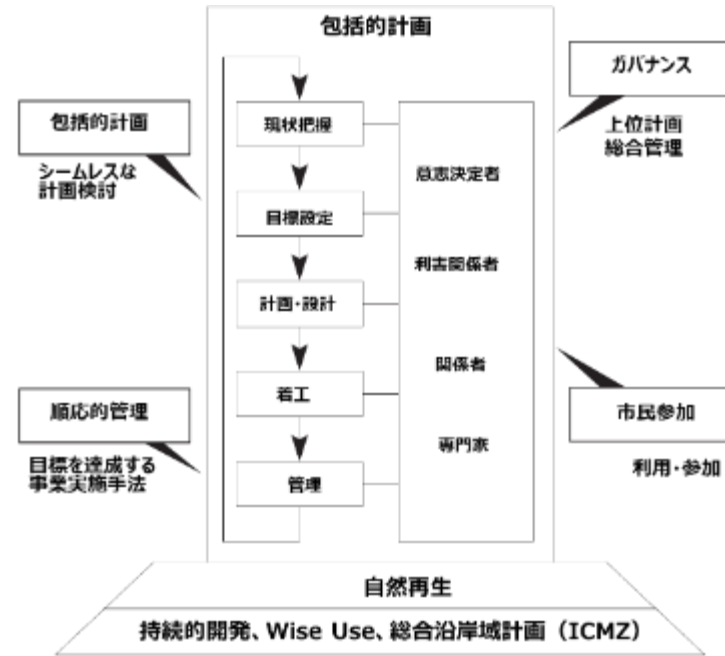 包括的計画
ガバナンス
上位計画
総合管理
包括的計画
シームレスな
計画検討
現状把握
目標設定
計画・設計
着工
管理
意志決定者
利害関係者
関係者
専門家
順応的管理
目標を達成する
事業実施手法
市民参加
利用・参加
自然再生
持続的開発、Wise Use、総合沿岸域計画（ICMZ）